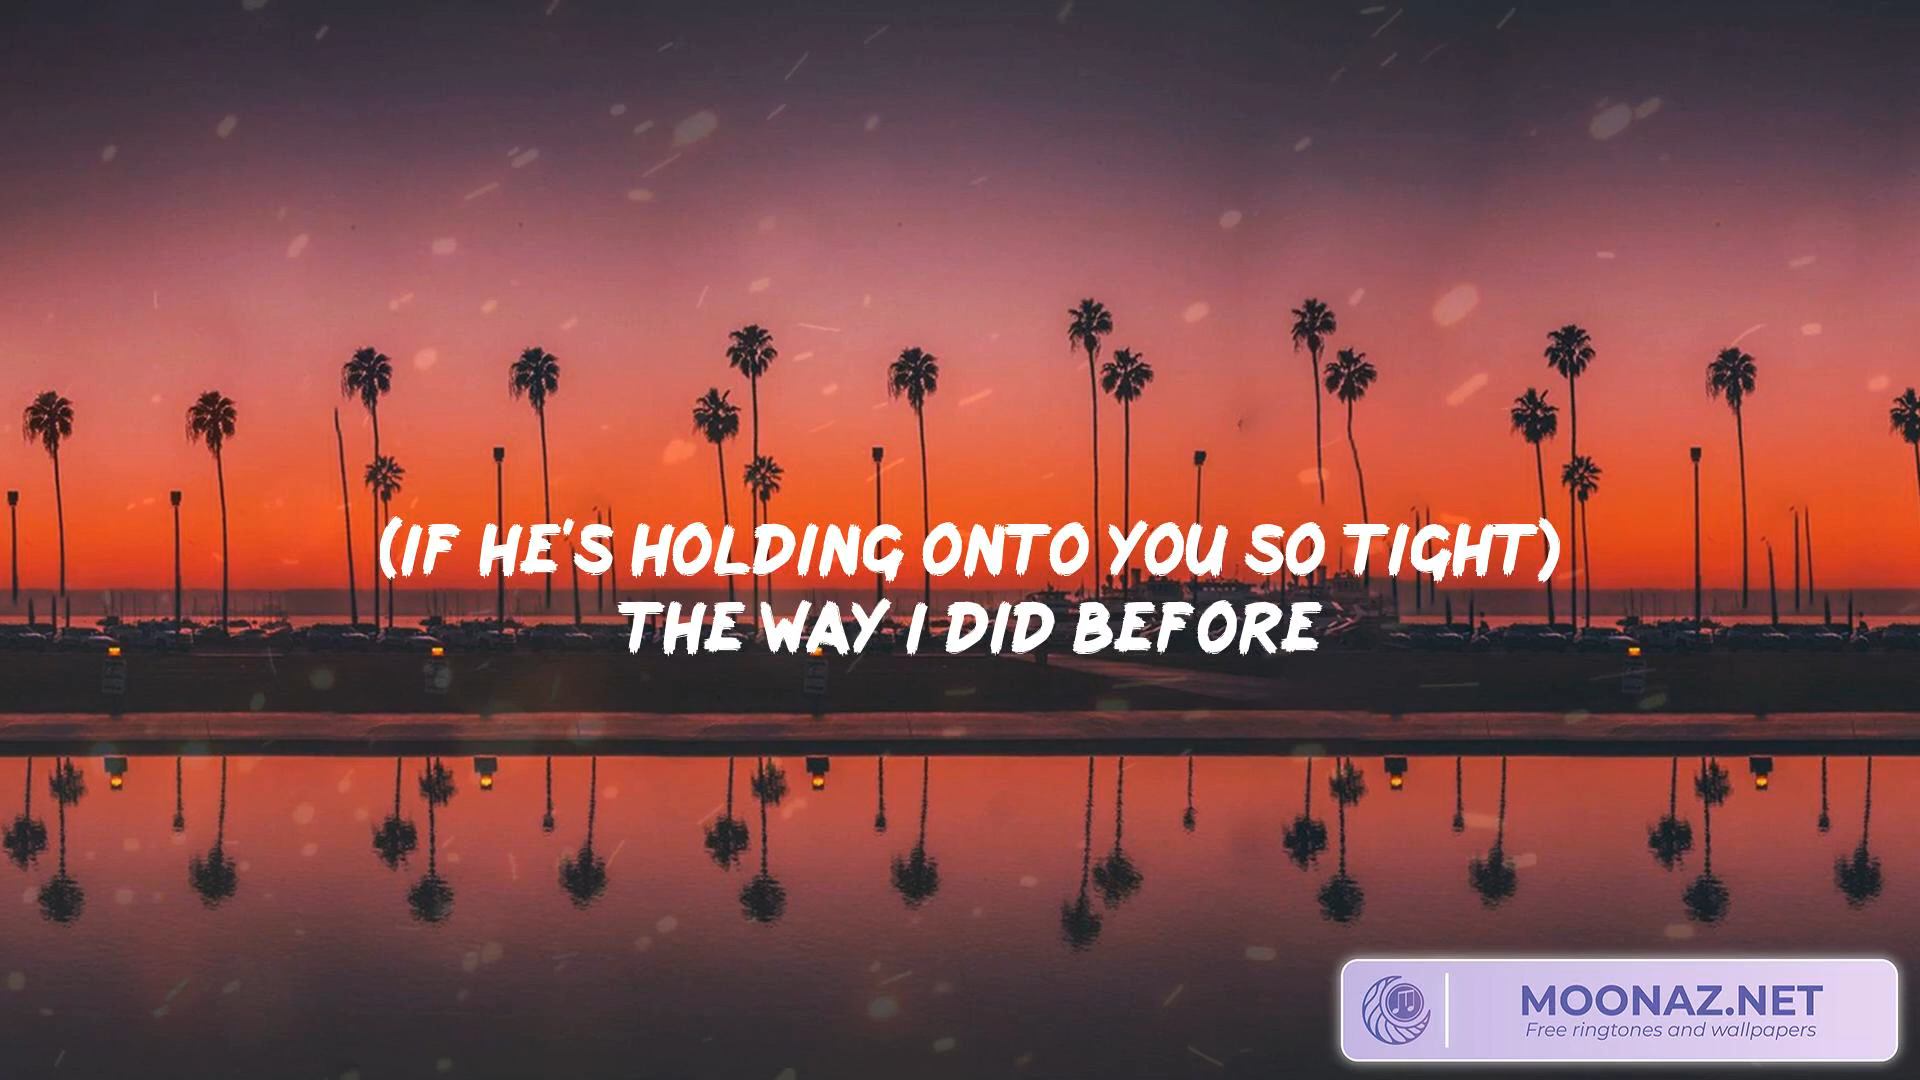 (IF HE'S HOLDING ONTO YOU SO TIGHT)
THE WAY I DID BEFORE
MOONAZ.NET
Free ringtones and wallpapers